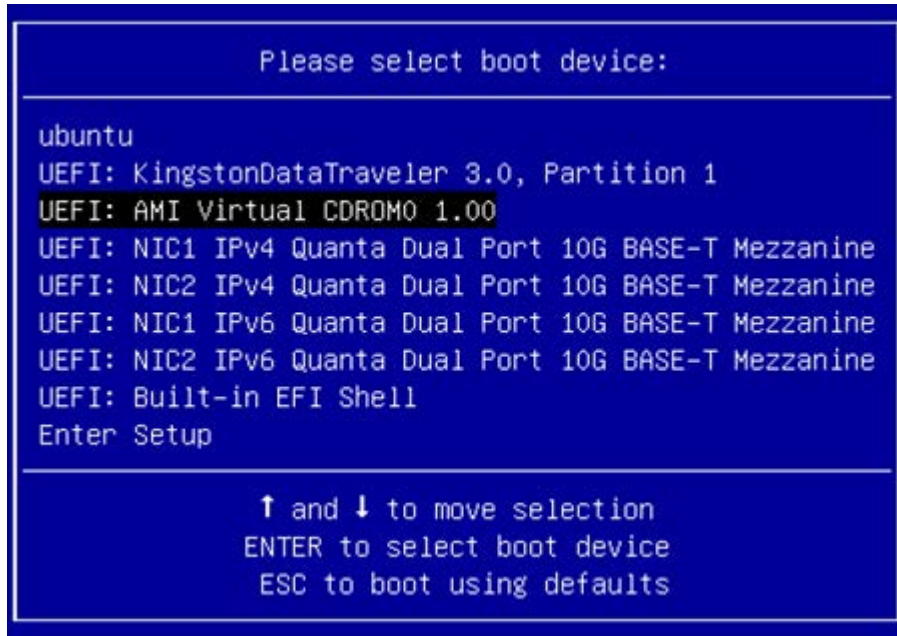 Please select boot device:
ubuntu
UEFI: KingstonDataTraveler 3.0, Partition 1
UEFI: AMI Virtual CDROM0 1.00
UEFI: NIC1 IPv4 Quanta Dual Port 10G BASE-T Mezzanine
UEFI: NIC2 IPv4 Quanta Dual Port 10G BASE-T Mezzanine
UEFI: NIC1 IPv6 Quanta Dual Port 10G BASE-T Mezzanine
UEFI: NIC2 IPv6 Quanta Dual Port 10G BASE-T Mezzanine
UEFI: Built-in EFI Shell
Enter Setup
↑ and ↓ to move selection
ENTER to select boot device
ESC to boot using defaults